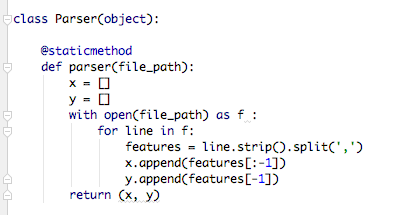 class Parser(object):
@staticmethod
def parser(file_path):
x = []
y = []
with open(file_path) as f :
for line in f:
features = line.strip().split(',')
x.append(features[:-1])
y.append(features[-1])
return (x, y)